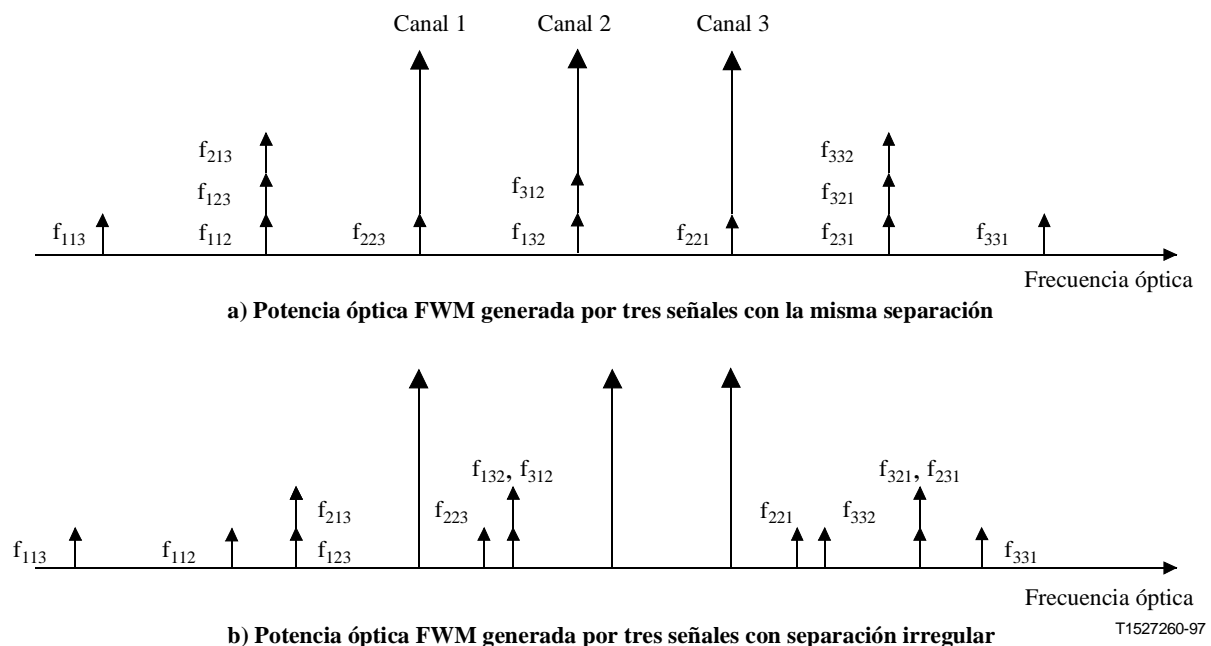 Canal 1 Canal 2 Canal 3
f213 f332
f123 f312 f321
f113 f112 f223 f132 f221 f231 f331
Frecuencia óptica
a) Potencia óptica FWM generada por tres señales con la misma separación
f132, f312 f321, f231
f213 f223 f221 f332
f113 f112 f123 f331
Frecuencia óptica
b) Potencia óptica FWM generada por tres señales con separación irregular
T1527260-97